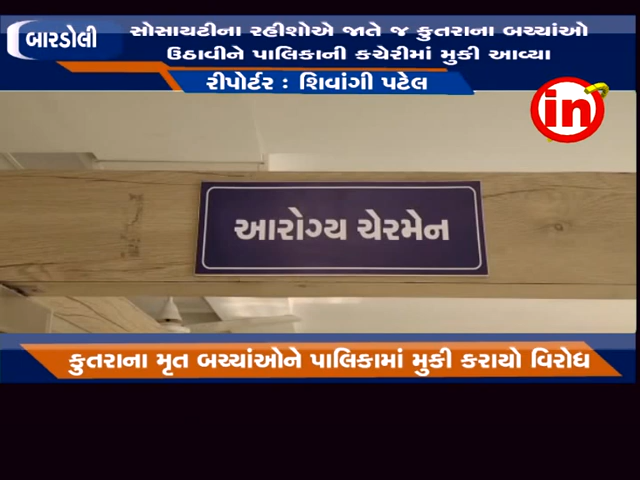 બારડોલી
સોસાયટીના રહીશોએ જાતે જ કુતરાના બચ્ચાંઓ
ઉઠાવીને પાલિકાની કચેરીમાં મુકી આવ્યા
રીપોર્ટર : શિવાંગી પટેલ
in
આરોગ્ય ચેરમેન
કુતરાના મૃત બચ્ચાંઓને પાલિકામાં મુકી કરાયો વિરોધ